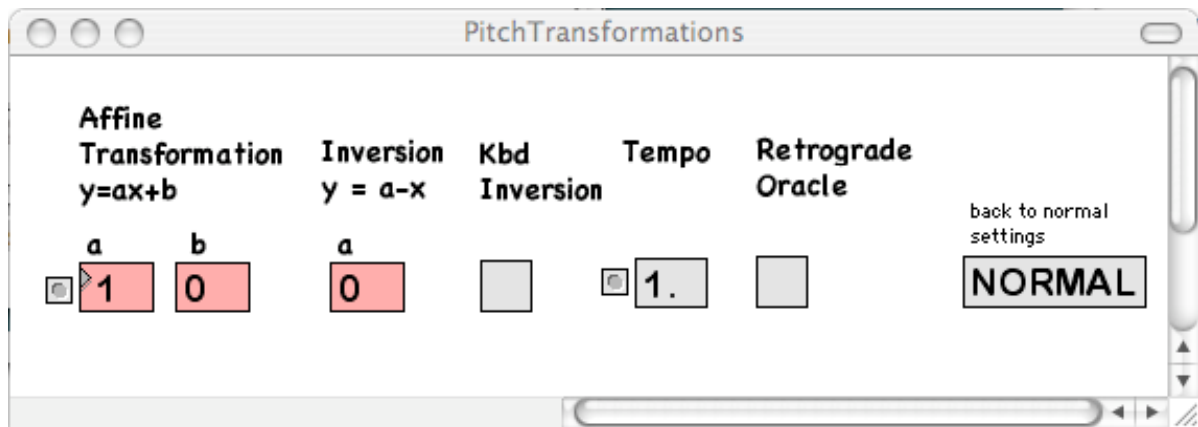 PitchTransformations
Affine
Transformation
y=ax+b
a
b
1
0
Inversion
y = a-x
a
0
Kbd
Inversion
Tempo
1.
Retrograde
Oracle
back to normal
settings
NORMAL